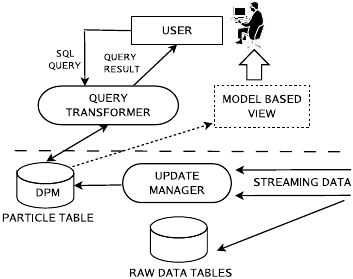 USER
SQL
QUERY
QUERY
RESULT
QUERY
TRANSFORMER
MODEL BASED
VIEW
DPM
PARTICLE TABLE
UPDATE
MANAGER
STREAMING DATA
RAW DATA TABLES